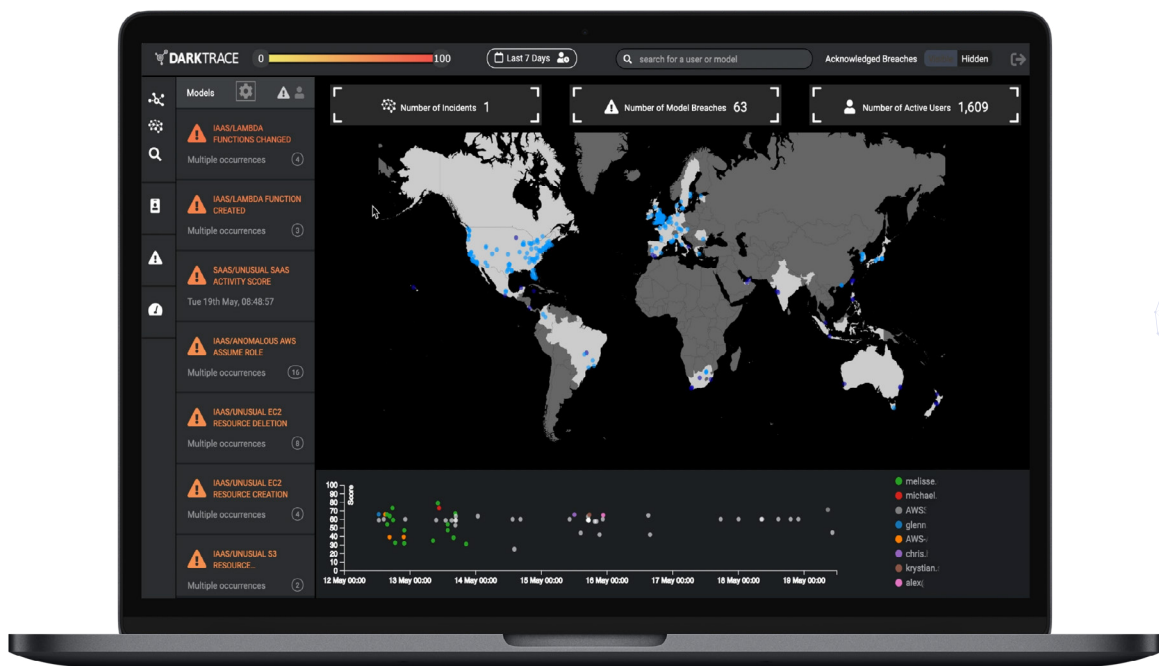 DARKTRACE
0
100
Last 7 Days
search for a user or model
Acknowledged Breaches
Hidden
Models
Number of Incidents 1
Number of Model Breaches 63
Number of Active Users 1,609
IAAS/LAMBDA
FUNCTIONS CHANGED
Multiple occurrences 4
IAAS/LAMBDA FUNCTION
CREATED
Multiple occurrences 3
SAAS/UNUSUAL SAAS
ACTIVITY SCORE
Tue 19th May, 08:48:57
IAAS/ANOMALOUS AWS
ASSUME ROLE
Multiple occurrences 16
IAAS/UNUSUAL EC2
RESOURCE DELETION
Multiple occurrences 8
IAAS/UNUSUAL EC2
RESOURCE CREATION
Multiple occurrences 4
IAAS/UNUSUAL S3
RESOURCE...
Multiple occurrences 2
Score
100
90
80
70
60
50
40
30
20
10
0
12 May 00:00 13 May 00:00 14 May 00:00 15 May 00:00 16 May 00:00 17 May 00:00 18 May 00:00 19 May 00:00
melisse.
michael.
AWSS
glenn
AWS-
chris.
krystian.
alex